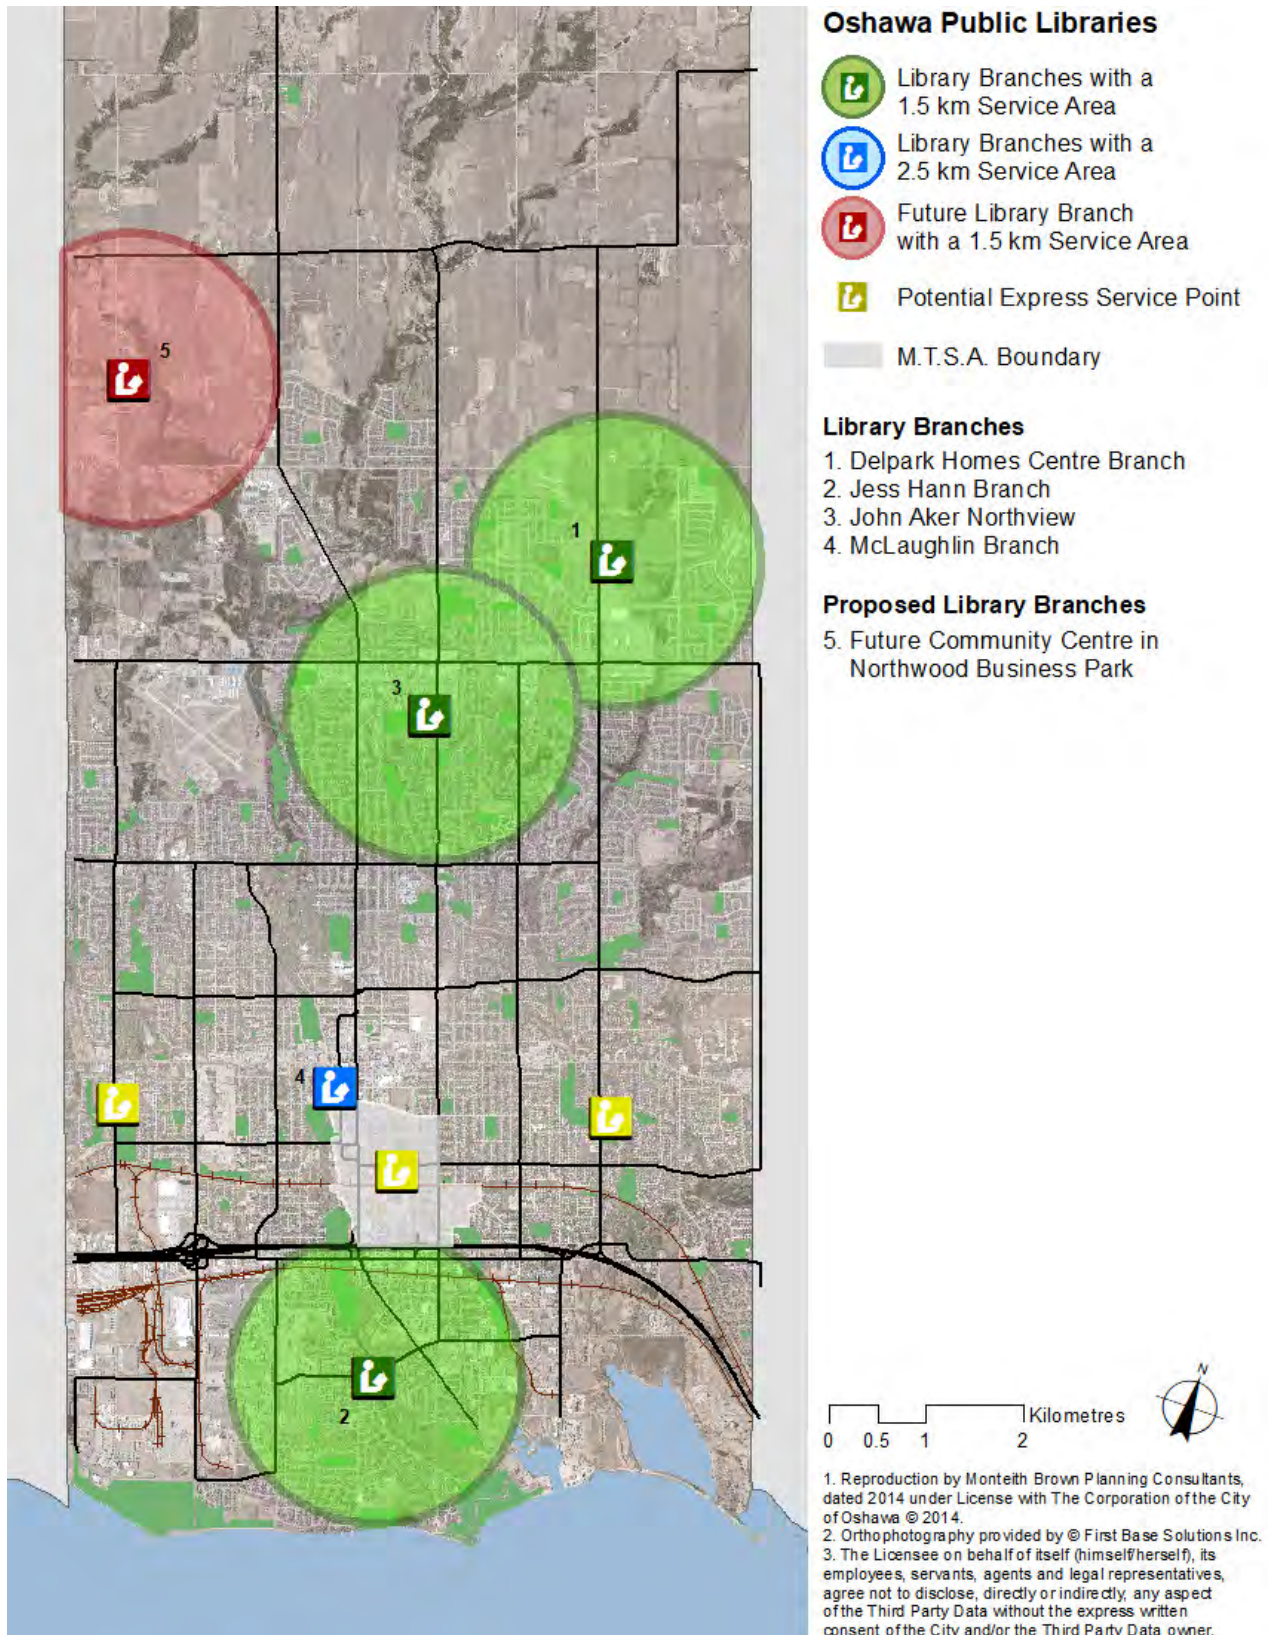 Oshawa Public Libraries
Library Branches with a
1.5 km Service Area
Library Branches with a
2.5 km Service Area
Future Library Branch
with a 1.5 km Service Area
Potential Express Service Point
M.T.S.A. Boundary
Library Branches
1. Delpark Homes Centre Branch
2. Jess Hann Branch
3. John Aker Northview
4. McLaughlin Branch
Proposed Library Branches
5. Future Community Centre in
Northwood Business Park
5
1
3
4
2
N
Kilometres
0 0.5 1 2
1. Reproduction by Monteith Brown Planning Consultants,
dated 2014 under License with The Corporation of the City
of Oshawa © 2014.
2. Orthophotography provided by © First Base Solutions Inc.
3. The Licensee on behalf of itself (himself/herself), its
employees, servants, agents and legal representatives,
agree not to disclose, directly or indirectly, any aspect
of the Third Party Data without the express written
consent of the City and/or the Third Party Data owner.